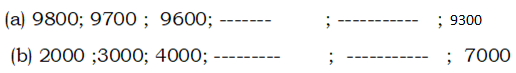 (a) 9800; 9700 ; 9600; ------- ; ----------- ; 9300
(b) 2000 ;3000; 4000; --------- ; ----------- ; 7000